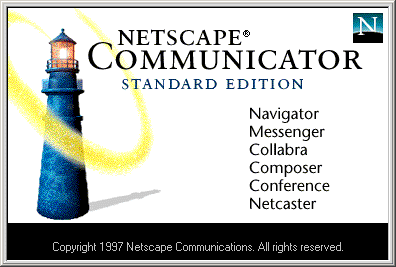 N
NETSCAPE®
COMMUNICATOR
STANDARD EDITION
Navigator
Messenger
Collabra
Composer
Conference
Netcaster
Copyright 1997 Netscape Communications. All rights reserved.